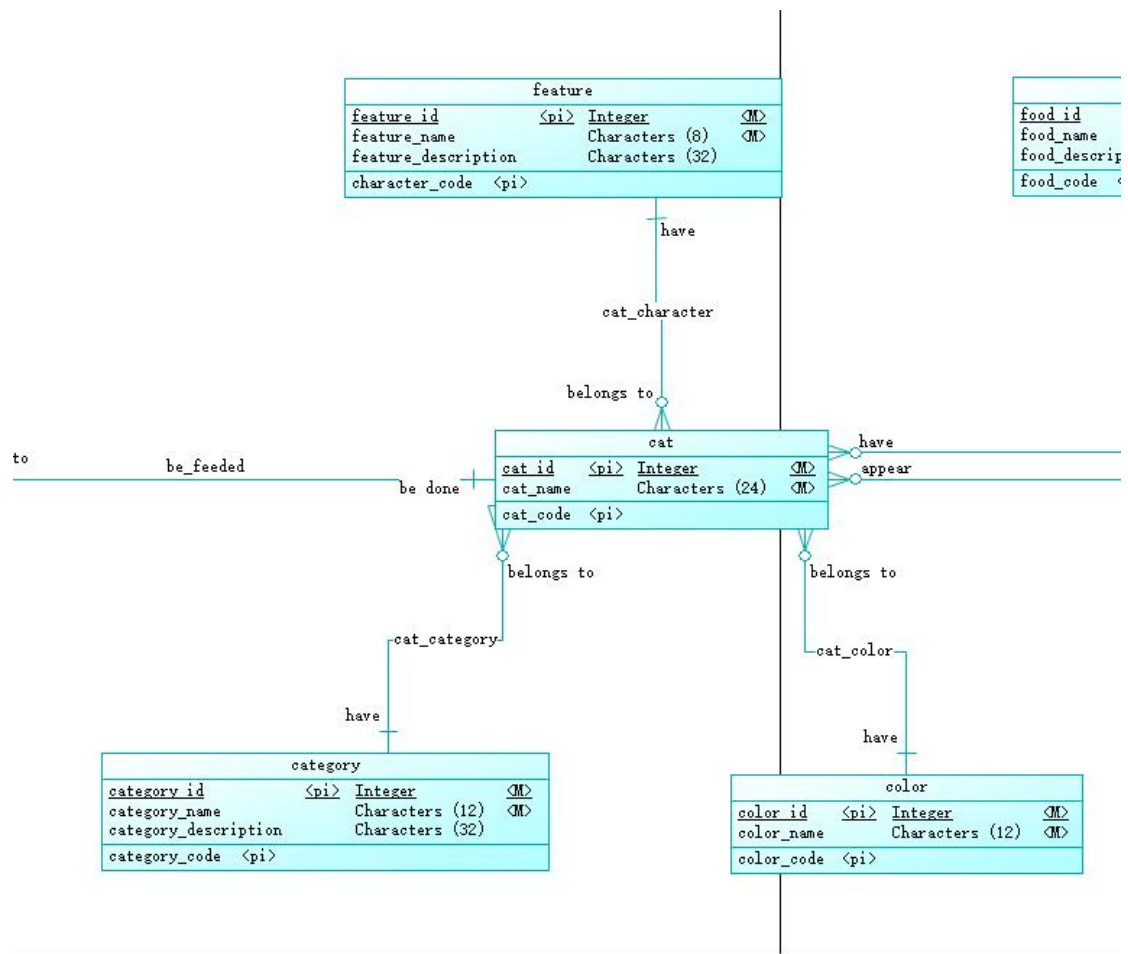 feature
feature_id <pi> Integer <M>
feature_name Characters (8) <M>
feature_description Characters (32)
character_code <pi>
food_id
food_name
food_descrip
food_code
have
cat_character
belongs to
cat
cat_id <pi> Integer <M>
cat_name Characters (24) <M>
cat_code <pi>
to
be_feeded
be done
have
appear
belongs to
belongs to
cat_category
cat_color
have
have
category
category_id <pi> Integer <M>
category_name Characters (12) <M>
category_description Characters (32)
category_code <pi>
color
color_id <pi> Integer <M>
color_name Characters (12) <M>
color_code <pi>